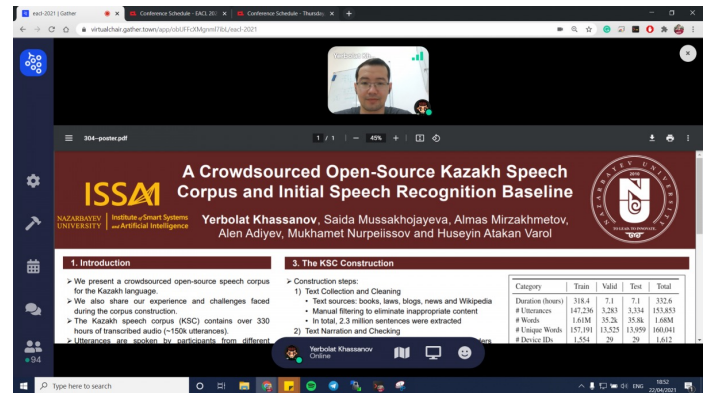 eacl-2021 | Gather
Conference Schedule - EACL 202
Conference Schedule - Thursday
virtualchair.gather.town/app/obUFFcXMgnml7ibL/eacl-2021
Yerbolat Kh...
304--poster.pdf
1 / 1
45%
A Crowdsourced Open-Source Kazakh Speech
Corpus and Initial Speech Recognition Baseline
ISSAI
NAZARBAYEV
UNIVERSITY
Institute of Smart Systems
and Artificial Intelligence
Yerbolat Khassanov, Saida Mussakhojayeva, Almas Mirzakhmetov,
Alen Adiyev, Mukhamet Nurpeiissov and Huseyin Atakan Varol
NAZARBAYEV UNIVERSITY
2010
1. Introduction
➢ We present a crowdsourced open-source speech corpus
for the Kazakh language.
➢ We also share our experience and challenges faced
during the corpus construction.
➢ The Kazakh speech corpus (KSC) contains over 330
hours of transcribed audio (~150k utterances).
➢ Utterances are spoken by participants from different
3. The KSC Construction
➢ Construction steps:
1) Text Collection and Cleaning
• Text sources: books, laws, blogs, news and Wikipedia
• Manual filtering to eliminate inappropriate content
• In total, 2.3 million sentences were extracted
2) Text Narration and Checking
Category Train Valid Test Total
Duration (hours) 318.4 7.1 7.1 332.6
# Utterances 147,236 3,283 3,334 153,853
# Words 1.61M 35.2k 35.8k 1.68M
# Unique Words 157,191 13,525 13,959 160,041
# Device IDs 1,554 29 29 1,612
94
Yerbolat Khassanov
Online
Type here to search
ENG
18:52
22/04/2021